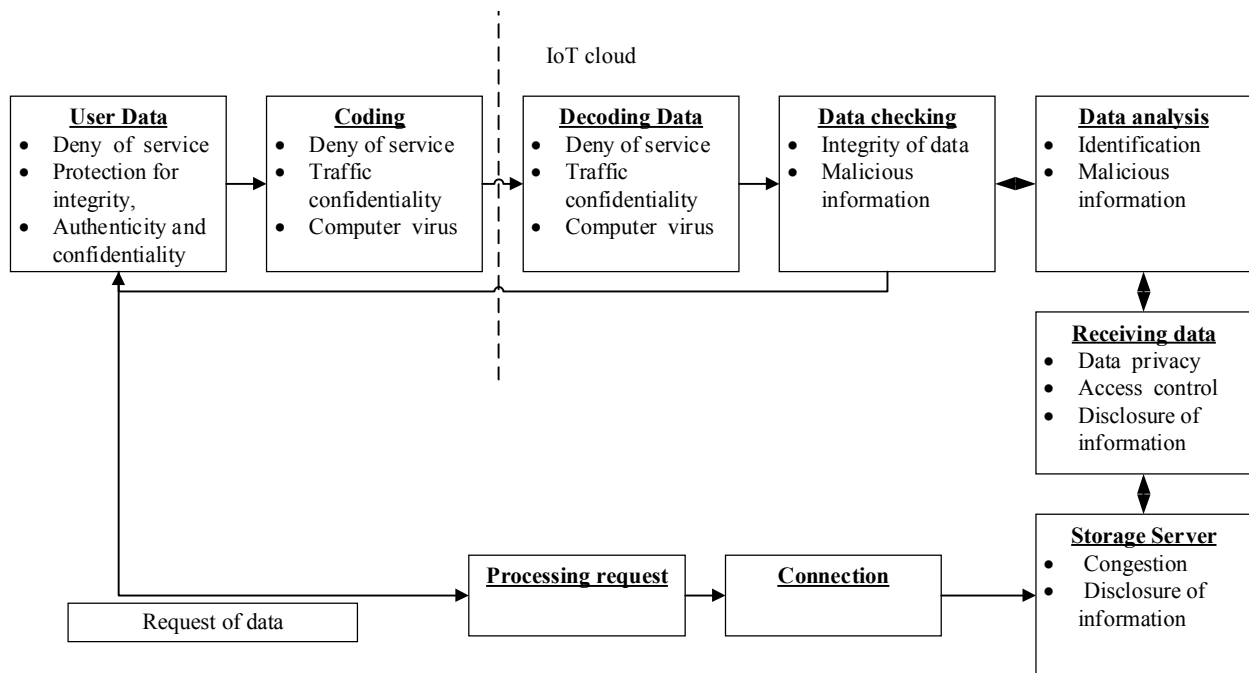 IoT cloud
User Data
• Deny of service
• Protection for
integrity,
• Authenticity and
confidentiality
Coding
• Deny of service
• Traffic
confidentiality
• Computer virus
Decoding Data
• Deny of service
• Traffic
confidentiality
• Computer virus
Data checking
• Integrity of data
• Malicious
information
Data analysis
• Identification
• Malicious
information
Receiving data
• Data privacy
• Access control
• Disclosure of
information
Storage Server
• Congestion
• Disclosure of
information
Processing request
Connection
Request of data